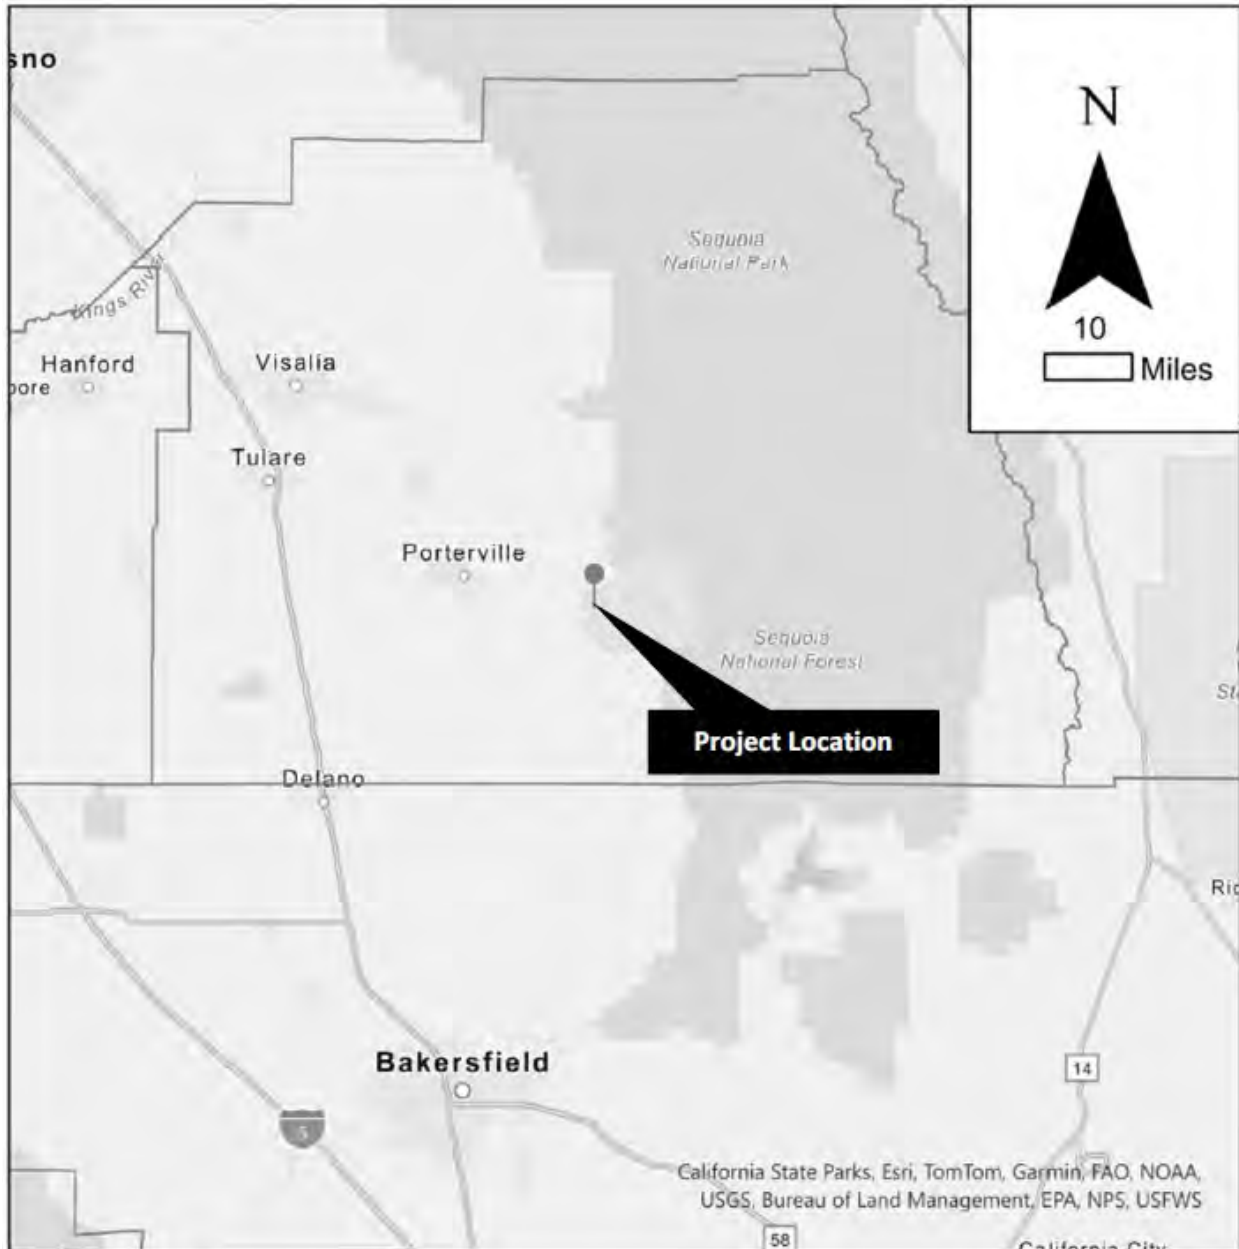 sno
N
10
Miles
Sequoia
National Park
Kings River
Hanford
Visalia
oore
Tulare
Porterville
Sequoia
National Forest
Project Location
Delano
Bakersfield
14
5
58
California State Parks, Esri, TomTom, Garmin, FAO, NOAA,
USGS, Bureau of Land Management, EPA, NPS, USFWS